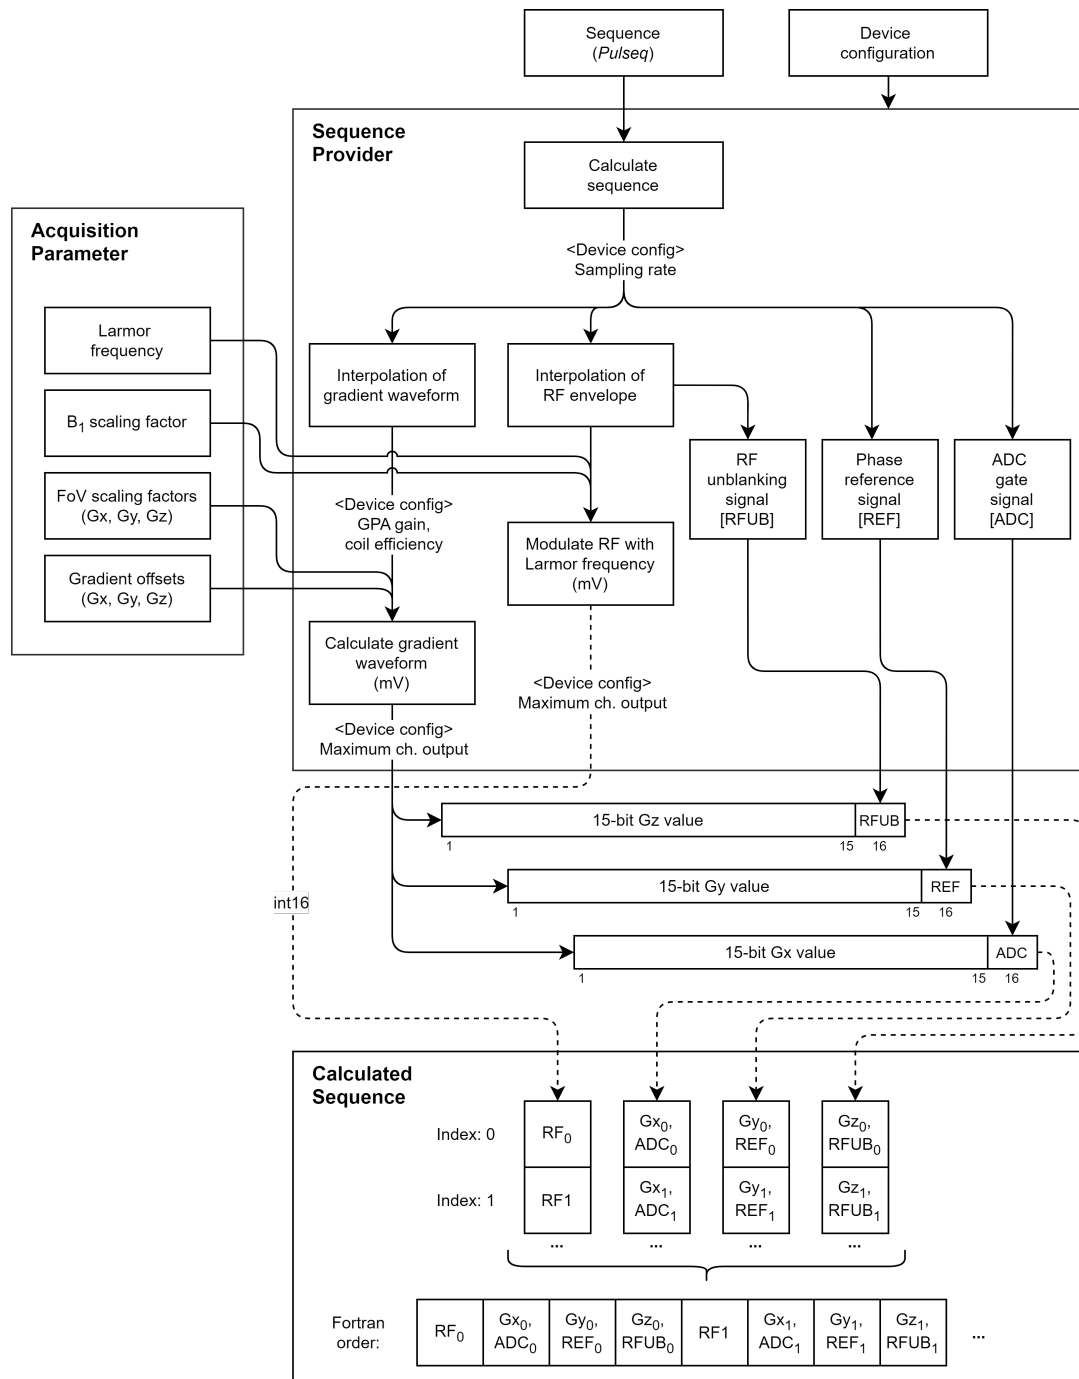 Sequence
(Pulseq)
Device
configuration
Sequence
Provider
Calculate
sequence
Acquisition
Parameter
<Device config>
Sampling rate
Larmor
frequency
Interpolation of
gradient waveform
Interpolation of
RF envelope
B1 scaling factor
RF
unblanking
signal
[RFUB]
Phase
reference
signal
[REF]
ADC
gate
signal
[ADC]
FoV scaling factors
(Gx, Gy, Gz)
<Device config>
GPA gain,
coil efficiency
Modulate RF with
Larmor frequency
(mV)
Gradient offsets
(Gx, Gy, Gz)
Calculate gradient
waveform
(mV)
<Device config>
Maximum ch. output
<Device config>
Maximum ch. output
15-bit Gz value
RFUB
1
15
16
15-bit Gy value
REF
1
15
16
int16
15-bit Gx value
ADC
1
15
16
Calculated
Sequence
Index: 0
RF0
Gx0,
ADC0
Gy0,
REF0
Gz0,
RFUB0
Index: 1
RF1
Gx1,
ADC1
Gy1,
REF1
Gz1,
RFUB1
...
...
...
...
Fortran
order:
RF0
Gx0,
ADC0
Gy0,
REF0
Gz0,
RFUB0
RF1
Gx1,
ADC1
Gy1,
REF1
Gz1,
RFUB1
...